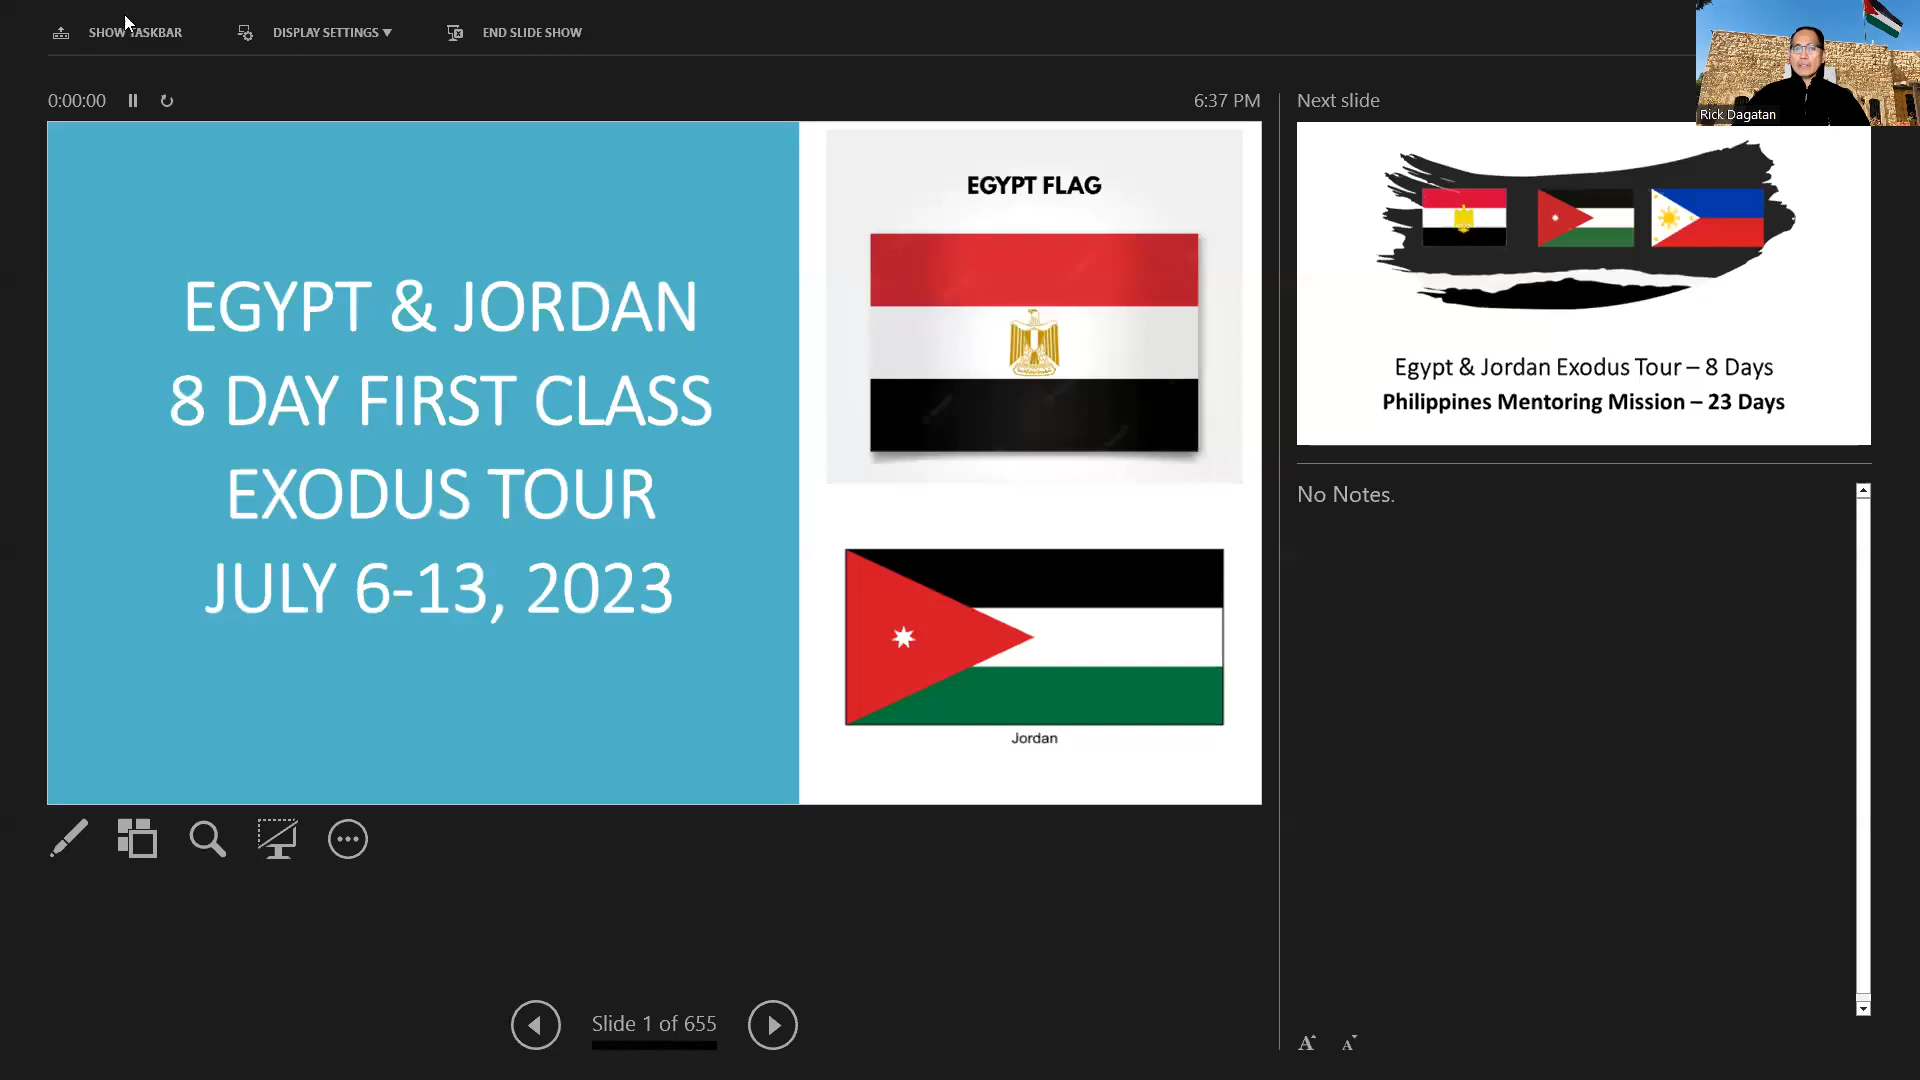 SHOW TASKBAR
DISPLAY SETTINGS
END SLIDE SHOW
0:00:00
6:37 PM
Next slide
Rick Dagatan
EGYPT & JORDAN
8 DAY FIRST CLASS
EXODUS TOUR
JULY 6-13, 2023
EGYPT FLAG
Jordan
Egypt & Jordan Exodus Tour – 8 Days
Philippines Mentoring Mission – 23 Days
No Notes.
Slide 1 of 655
A A